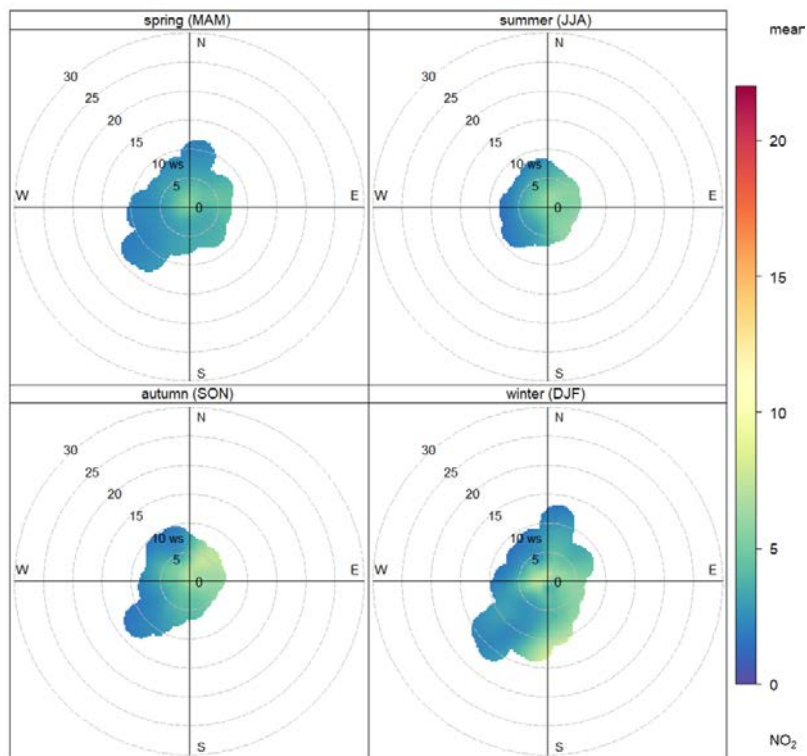 spring (MAM)
N
30
25
20
15
10 ws
5
W
E
0
S
summer (JJA)
N
30
25
20
15
10 ws
5
W
E
0
S
autumn (SON)
N
30
25
20
15
10 ws
5
W
E
0
S
winter (DJF)
N
30
25
20
15
10 ws
5
W
E
0
S
mean
20
15
10
5
0
NO₂